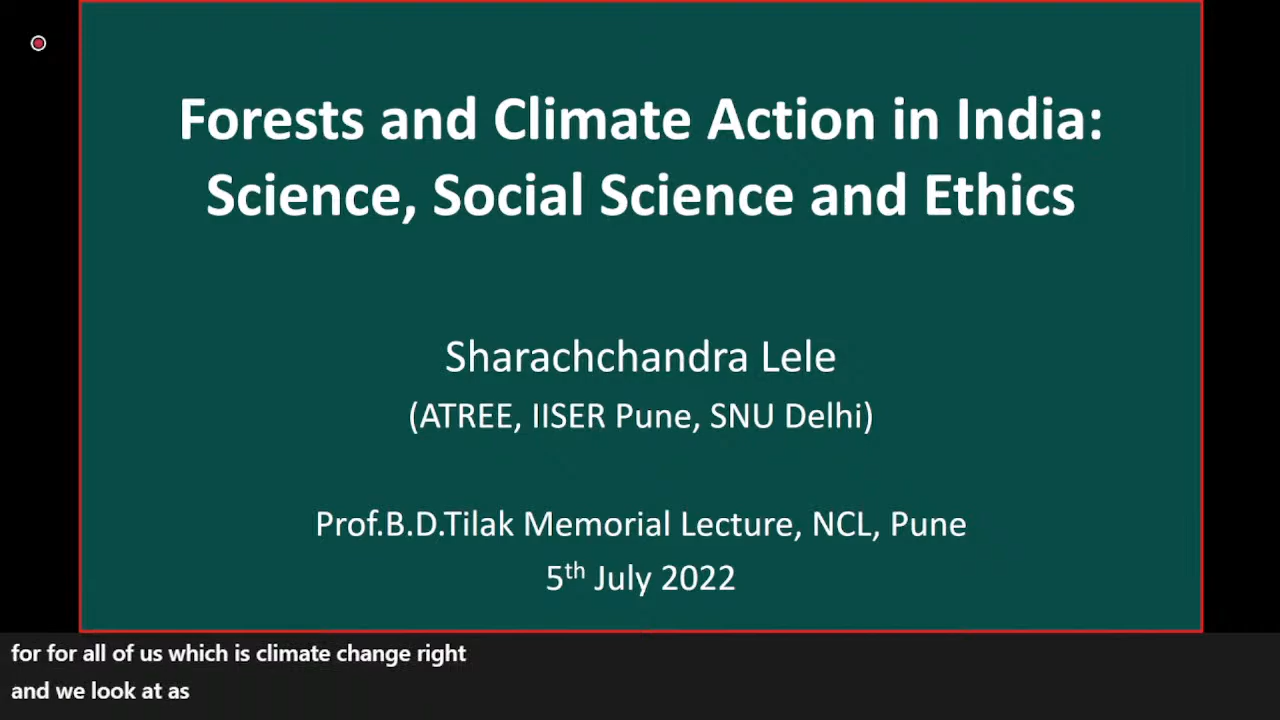 Forests and Climate Action in India:
Science, Social Science and Ethics
Sharachchandra Lele
(ATREE, IISER Pune, SNU Delhi)
Prof.B.D.Tilak Memorial Lecture, NCL, Pune
5th July 2022
for for all of us which is climate change right
and we look at as